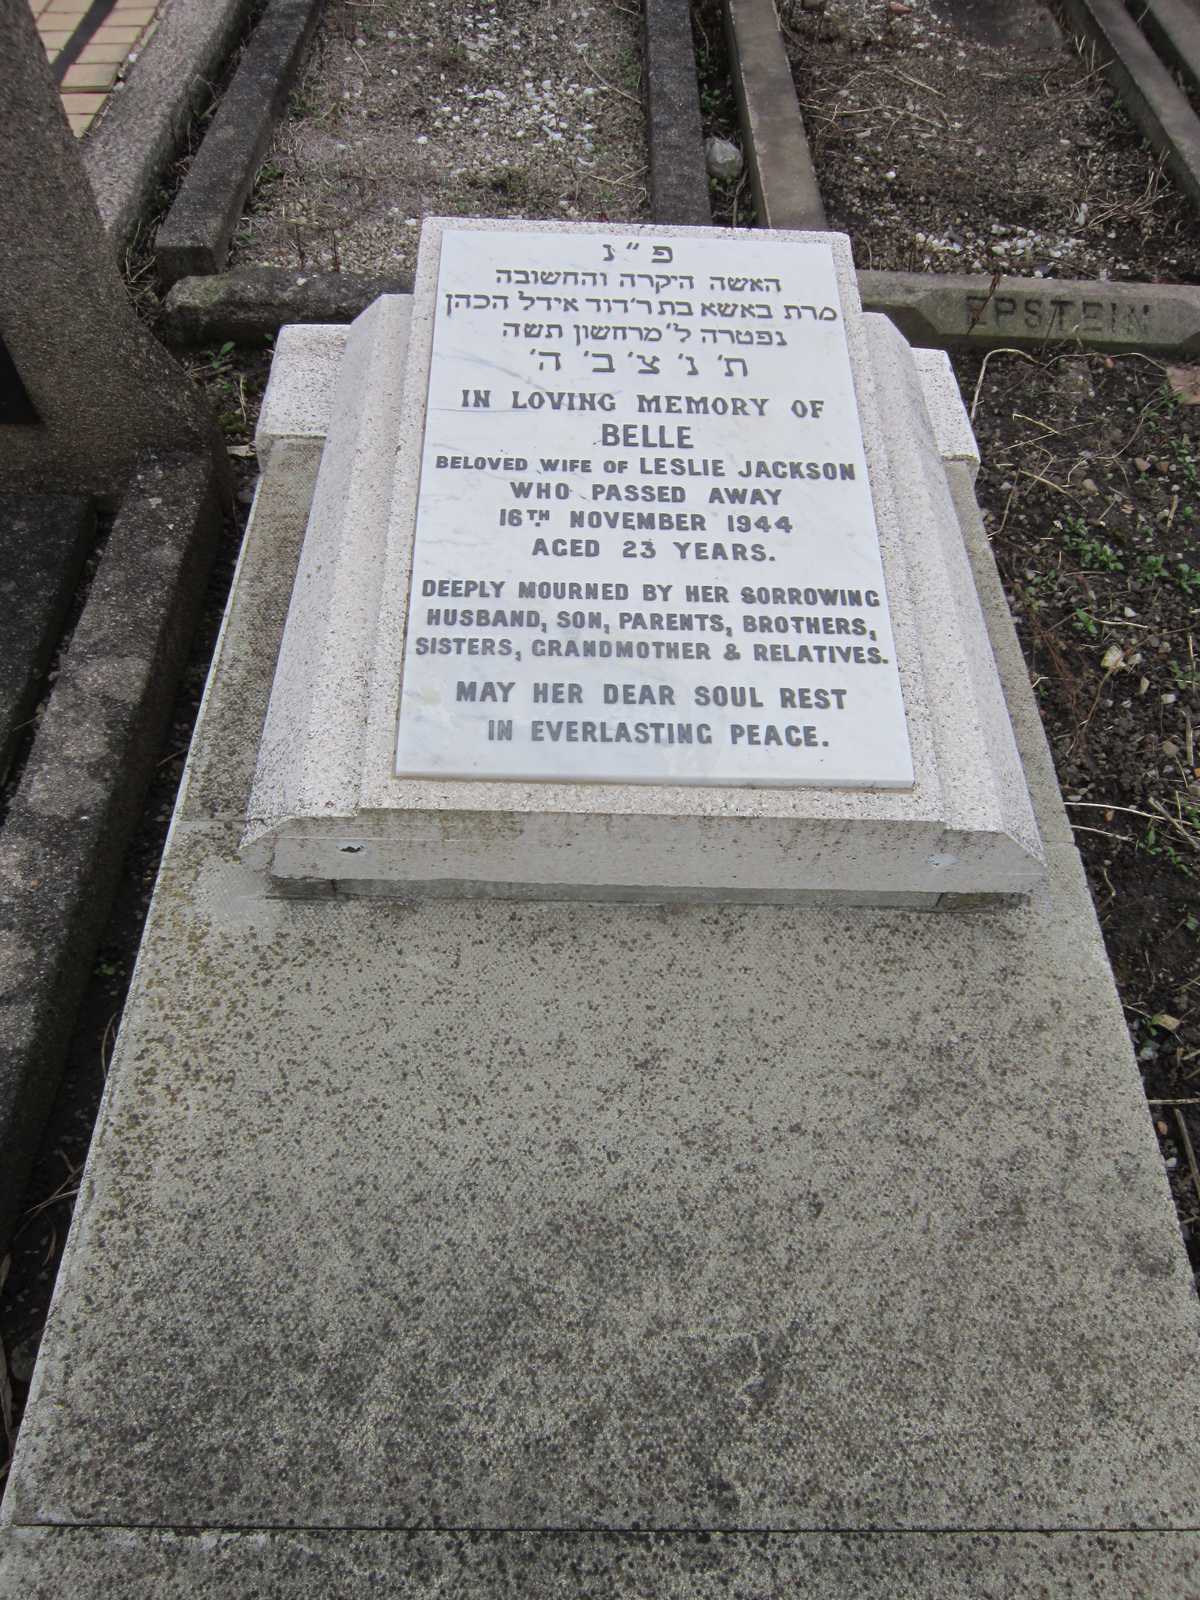 פ״נ
האשה היקרה והחשובה
מרת באשא בת ר׳דוד אידל הכהן
נפטרה ל׳מרחשון תשה
ת׳ נ׳ צ׳ ב׳ ה׳
IN LOVING MEMORY OF
BELLE
BELOVED WIFE OF LESLIE JACKSON
WHO PASSED AWAY
16TH NOVEMBER 1944
AGED 23 YEARS.
DEEPLY MOURNED BY HER SORROWING
HUSBAND, SON, PARENTS, BROTHERS,
SISTERS, GRANDMOTHER & RELATIVES.
MAY HER DEAR SOUL REST
IN EVERLASTING PEACE.
EPSTEIN